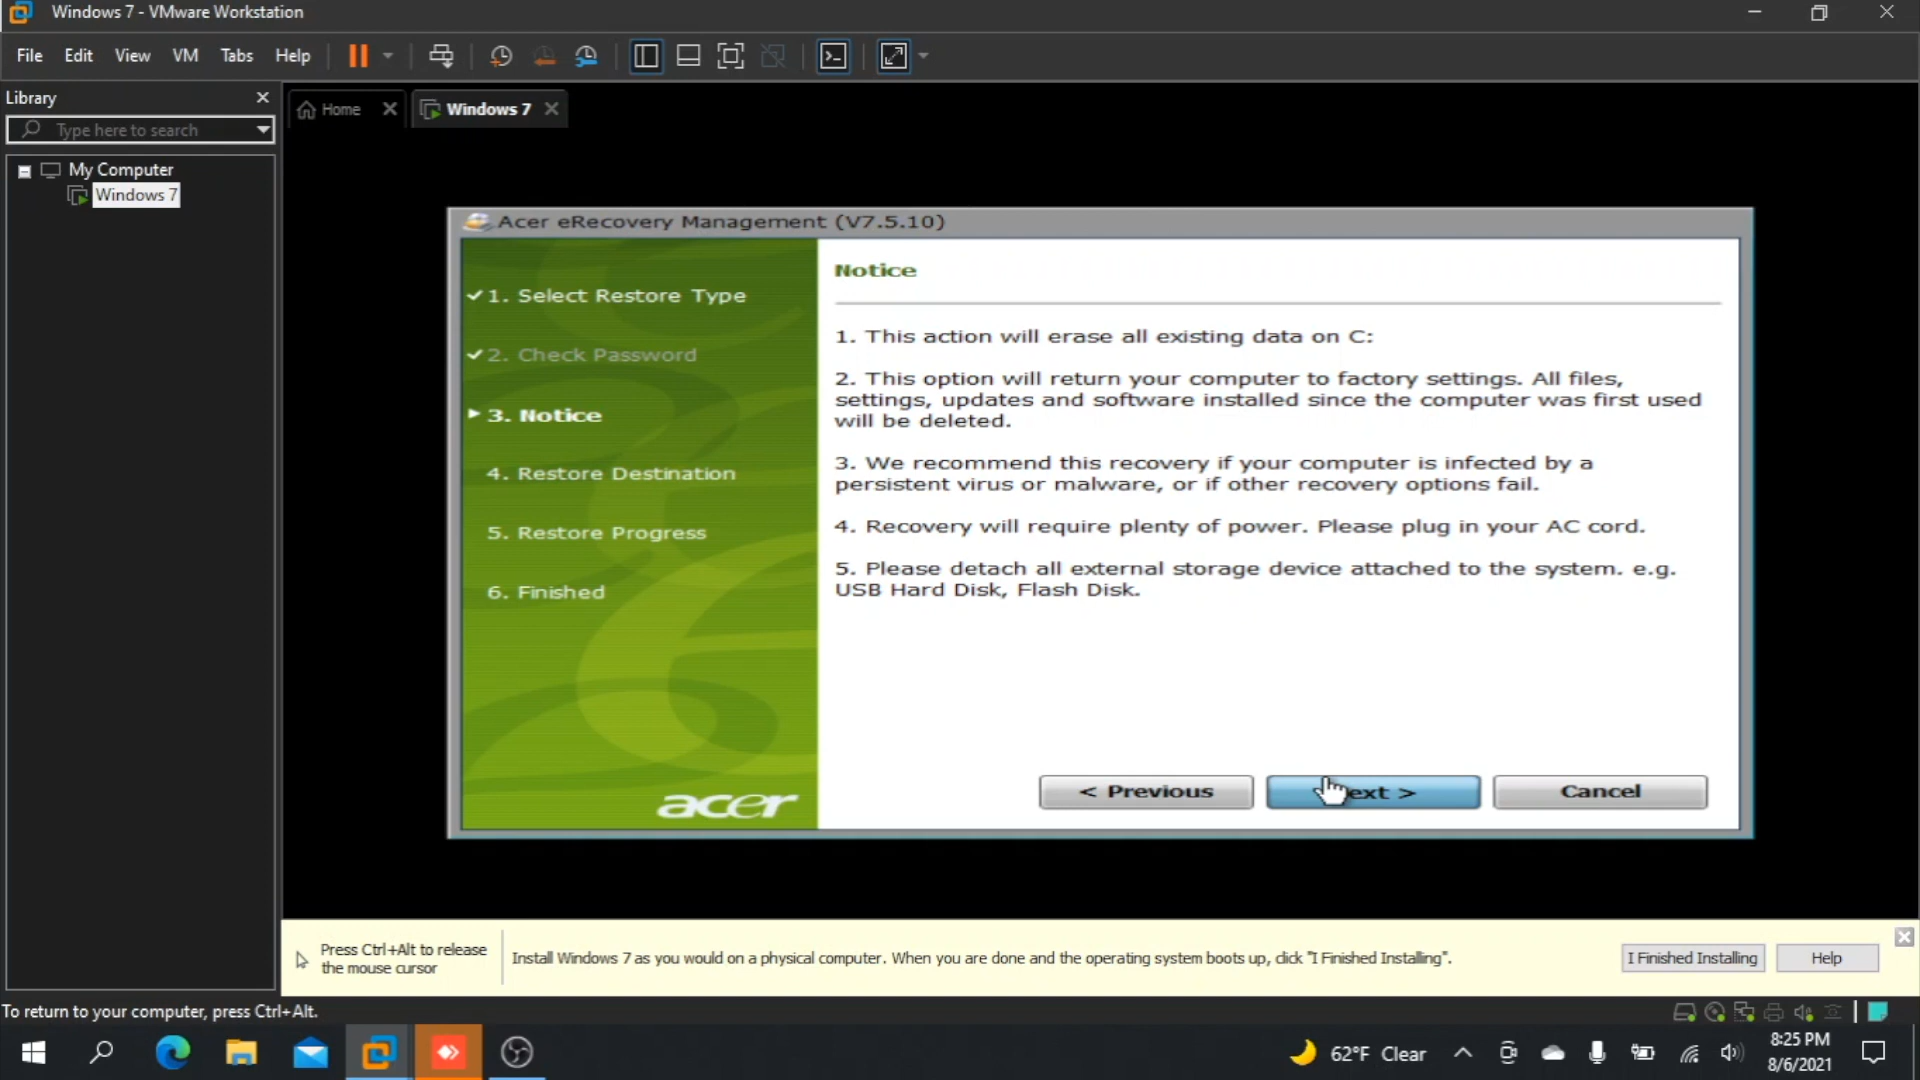 Windows 7 - VMware Workstation
File Edit View VM Tabs Help
Library
Type here to search
My Computer
Windows 7
Home
Windows 7
Acer eRecovery Management (V7.5.10)
1. Select Restore Type
2. Check Password
3. Notice
4. Restore Destination
5. Restore Progress
6. Finished
acer
Notice
1. This action will erase all existing data on C:
2. This option will return your computer to factory settings. All files,
settings, updates and software installed since the computer was first used
will be deleted.
3. We recommend this recovery if your computer is infected by a
persistent virus or malware, or if other recovery options fail.
4. Recovery will require plenty of power. Please plug in your AC cord.
5. Please detach all external storage device attached to the system. e.g.
USB Hard Disk, Flash Disk.
< Previous
ext >
Cancel
Press Ctrl+Alt to release
the mouse cursor
Install Windows 7 as you would on a physical computer. When you are done and the operating system boots up, click "I Finished Installing".
I Finished Installing
Help
To return to your computer, press Ctrl+Alt.
62°F Clear
8:25 PM
8/6/2021